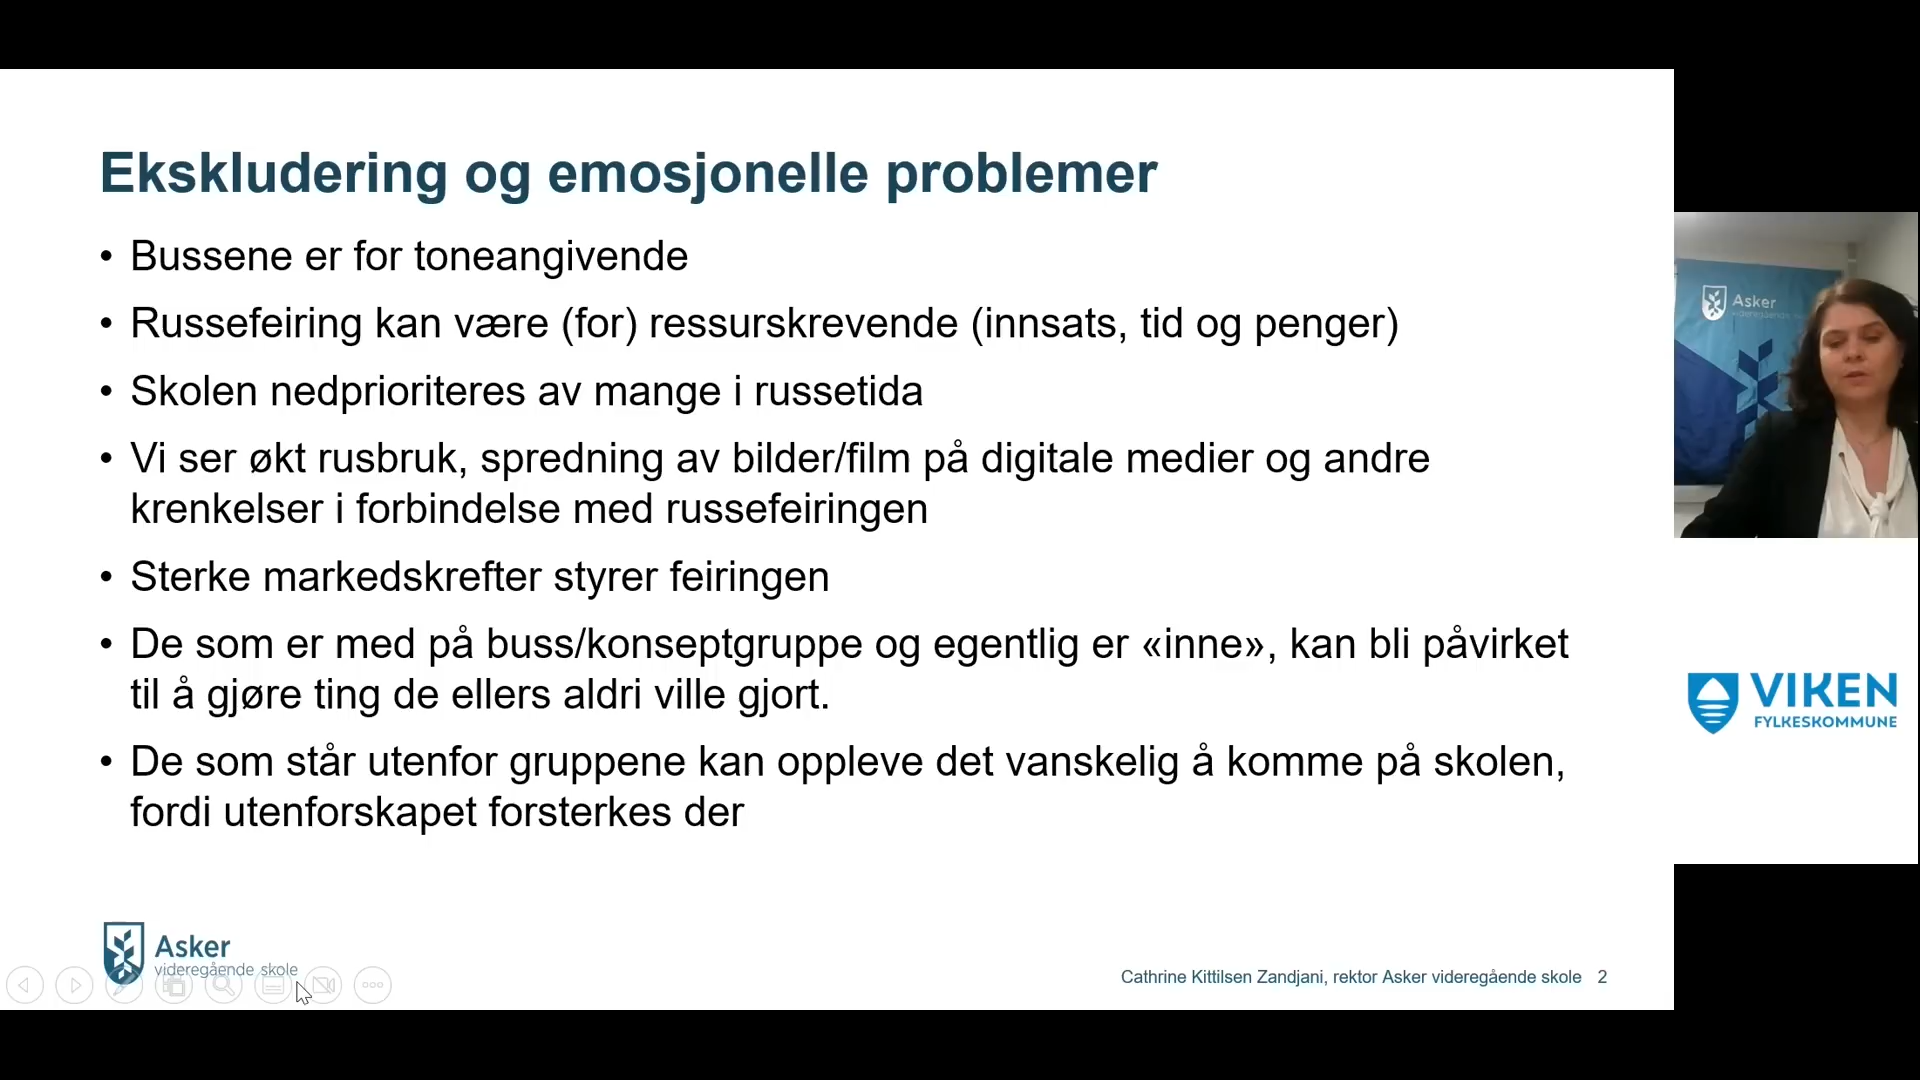 Ekskludering og emosjonelle problemer
• Bussene er for toneangivende
• Russefeiring kan være (for) ressurskrevende (innsats, tid og penger)
• Skolen nedprioriteres av mange i russetida
• Vi ser økt rusbruk, spredning av bilder/film på digitale medier og andre
krenkelser i forbindelse med russefeiringen
• Sterke markedskrefter styrer feiringen
• De som er med på buss/konseptgruppe og egentlig er «inne», kan bli påvirket
til å gjøre ting de ellers aldri ville gjort.
• De som står utenfor gruppene kan oppleve det vanskelig å komme på skolen,
fordi utenforskapet forsterkes der
Asker
videregående skole
Cathrine Kittilsen Zandjani, rektor Asker videregående skole 2
Asker
VIKEN
FYLKESKOMMUNE